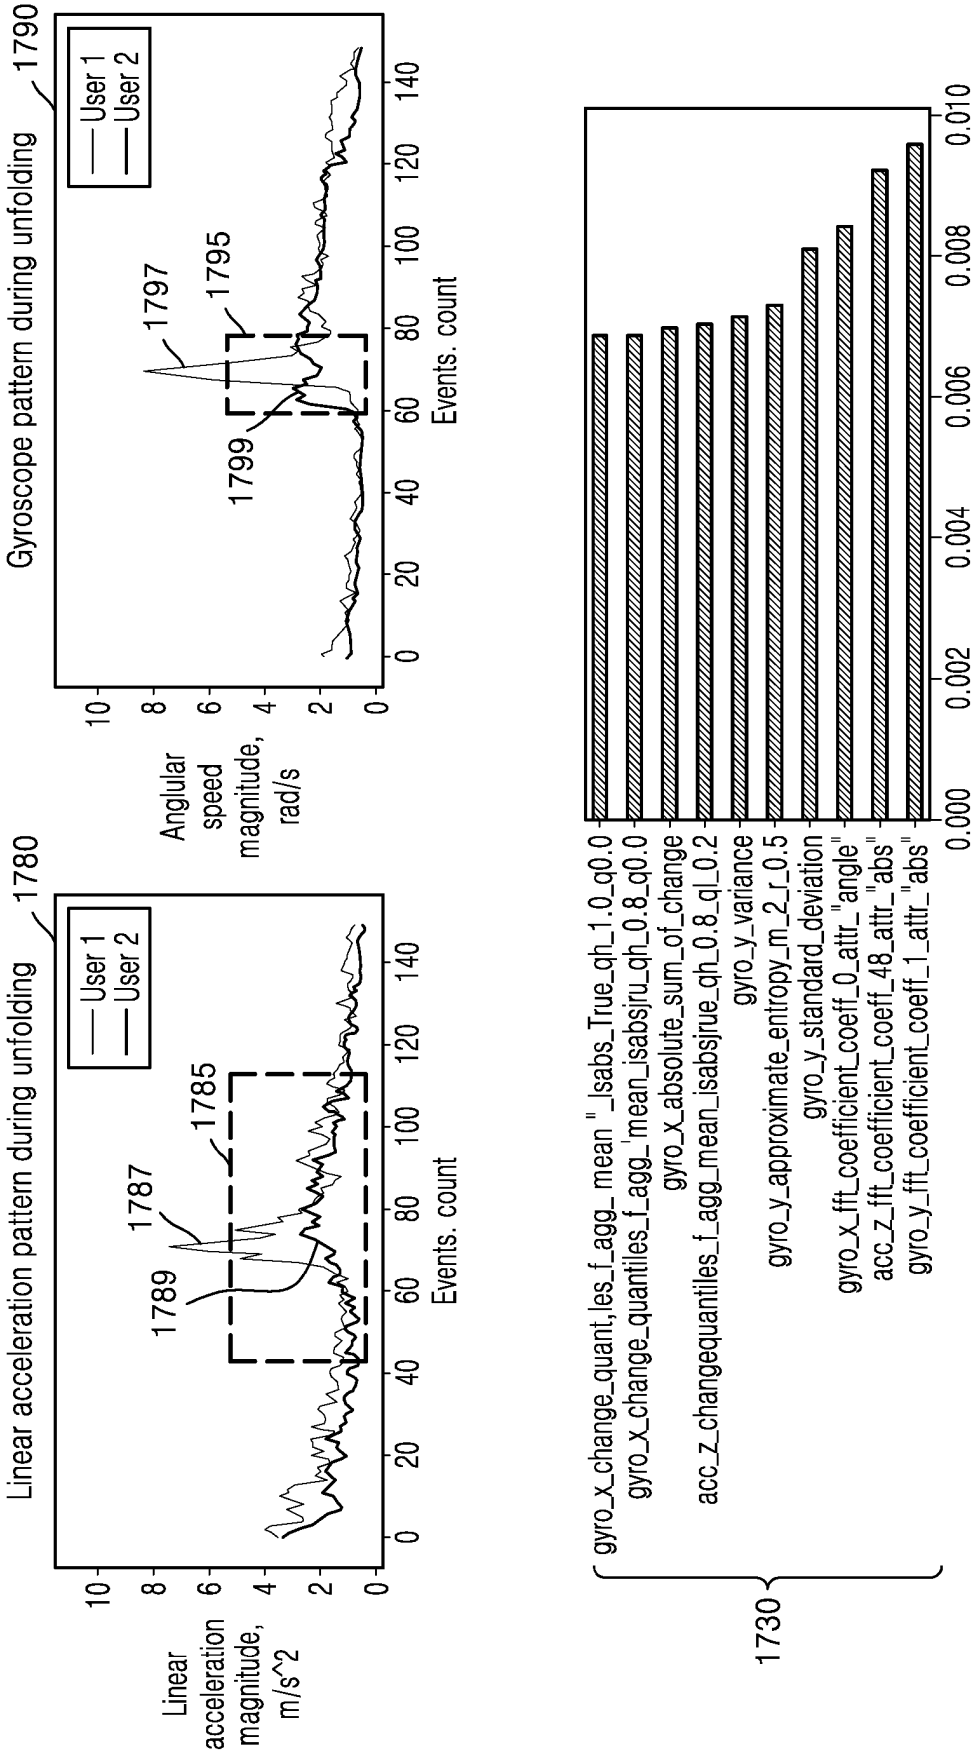 Linear acceleration pattern during unfolding
1780
User 1
User 2
1785
1787
1789
10
8
6
4
2
0
Linear
acceleration
magnitude,
m/s^2
0
20
40
60
80
100
120
140
Events. count
Gyroscope pattern during unfolding
1790
User 1
User 2
1795
1797
1799
10
8
6
4
2
0
Anglular
speed
magnitude,
rad/s
0
20
40
60
80
100
120
140
Events. count
1730
gyro_x_change_quant,les_f_agg_ mean " _Isabs_True_qh_1.0_q0.0
gyro_x_change_quantiles_f_agg_'mean_isabsjru_qh_0.8_q0.0
gyro_x_absolute_sum_of_change
acc_z_changequantiles_f_agg_mean_isabsjrue_qh_0.8_ql_0.2
gyro_y_variance
gyro_y_approximate_entropy_m_2_r_0.5
gyro_y_standard_deviation
gyro_x_fft_coefficient_coeff_0_attr_"angle"
acc_z_fft_coefficient_coeff_48_attr_"abs"
gyro_y_fft_coefficient_coeff_1_attr_"abs"
0.000
0.002
0.004
0.006
0.008
0.010